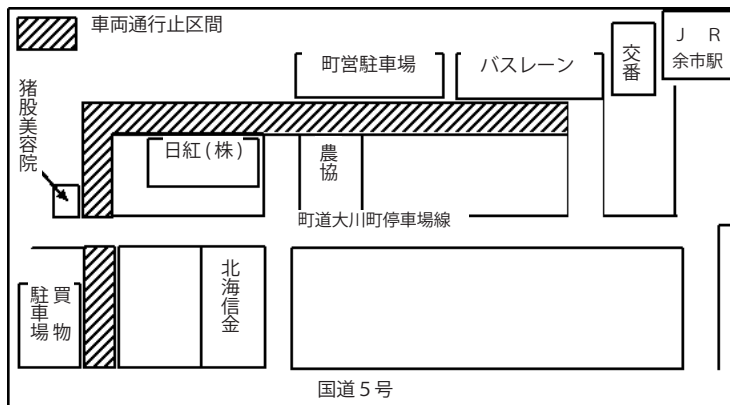 車両通行止区間
ＪＲ
余市駅
交番
町営駐車場
バスレーン
猪股美容院
日紅(株)
農協
町道大川町停車場線
買物
駐車場
北海信金
国道5号